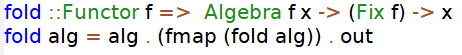 fold ::Functor f => Algebra f x -> (Fix f) -> x
fold alg = alg . (fmap (fold alg)) . out